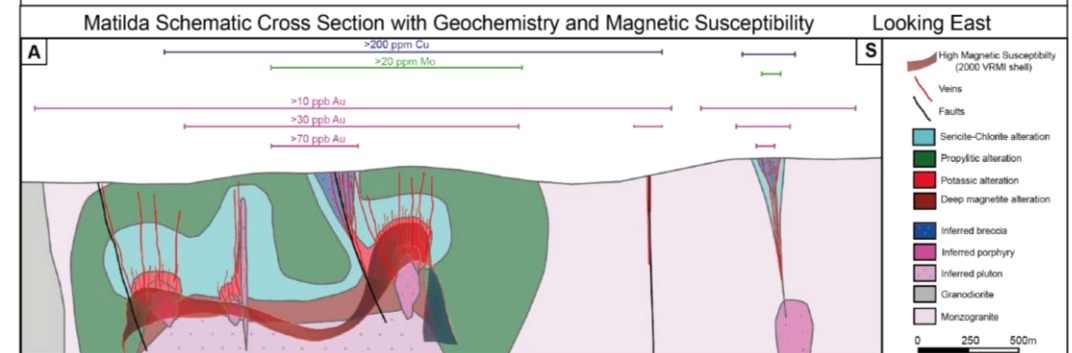 Matilda Schematic Cross Section with Geochemistry and Magnetic Susceptibility Looking East
A
>200 ppm Cu
>20 ppm Mo
>10 ppb Au
>30 ppb Au
>70 ppb Au
S
High Magnetic Susceptibilty
(2000 VRMI shell)
Veins
Faults
Sericite-Chlorite alteration
Propylitic alteration
Potassic alteration
Deep magnetite alteration
Inferred breccia
Inferred porphyry
Inferred pluton
Granodiorite
Monzogranite
0 250 500m